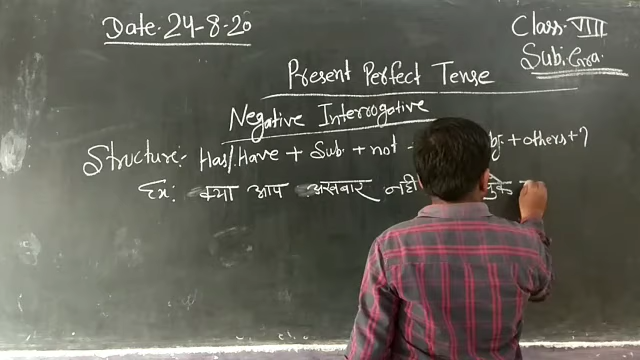 Date. 24-8-20
Class. VIII
Sub. Gra.
Present Perfect Tense
Negative Interrogative
Structure:- Has/Have + Sub. + not + others + ?
Ex: क्या आप अखबार नहीं चुके